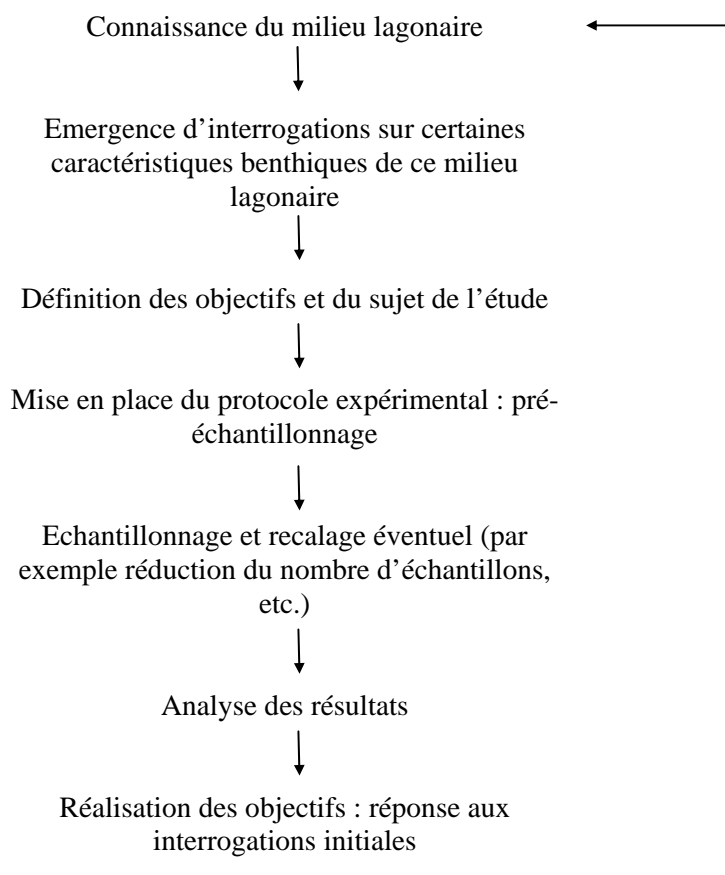 Connaissance du milieu lagonaire
Emergence d’interrogations sur certaines
caractéristiques benthiques de ce milieu
lagonaire
Définition des objectifs et du sujet de l’étude
Mise en place du protocole expérimental : pré-
échantillonnage
Echantillonnage et recalage éventuel (par
exemple réduction du nombre d’échantillons,
etc.)
Analyse des résultats
Réalisation des objectifs : réponse aux
interrogations initiales